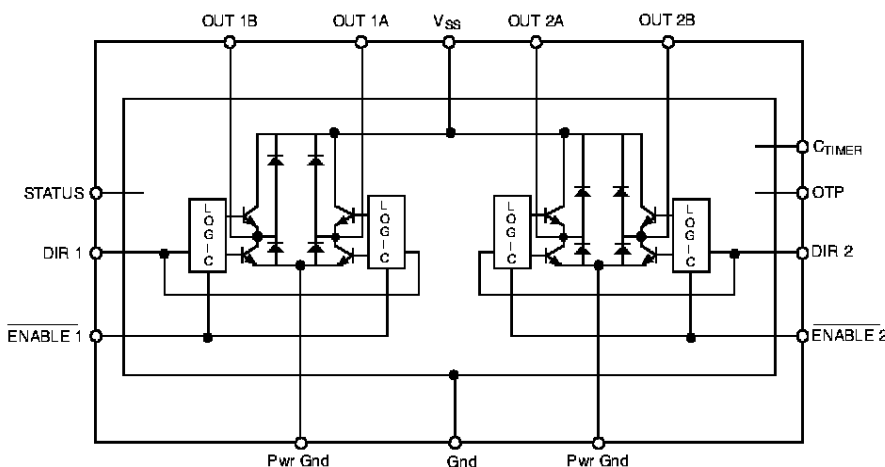 OUT 1B
OUT 1A
VSS
OUT 2A
OUT 2B
CTIMER
STATUS
OTP
LOGIC
LOGIC
LOGIC
LOGIC
DIR 1
DIR 2
ENABLE 1
ENABLE 2
Pwr Gnd
Gnd
Pwr Gnd